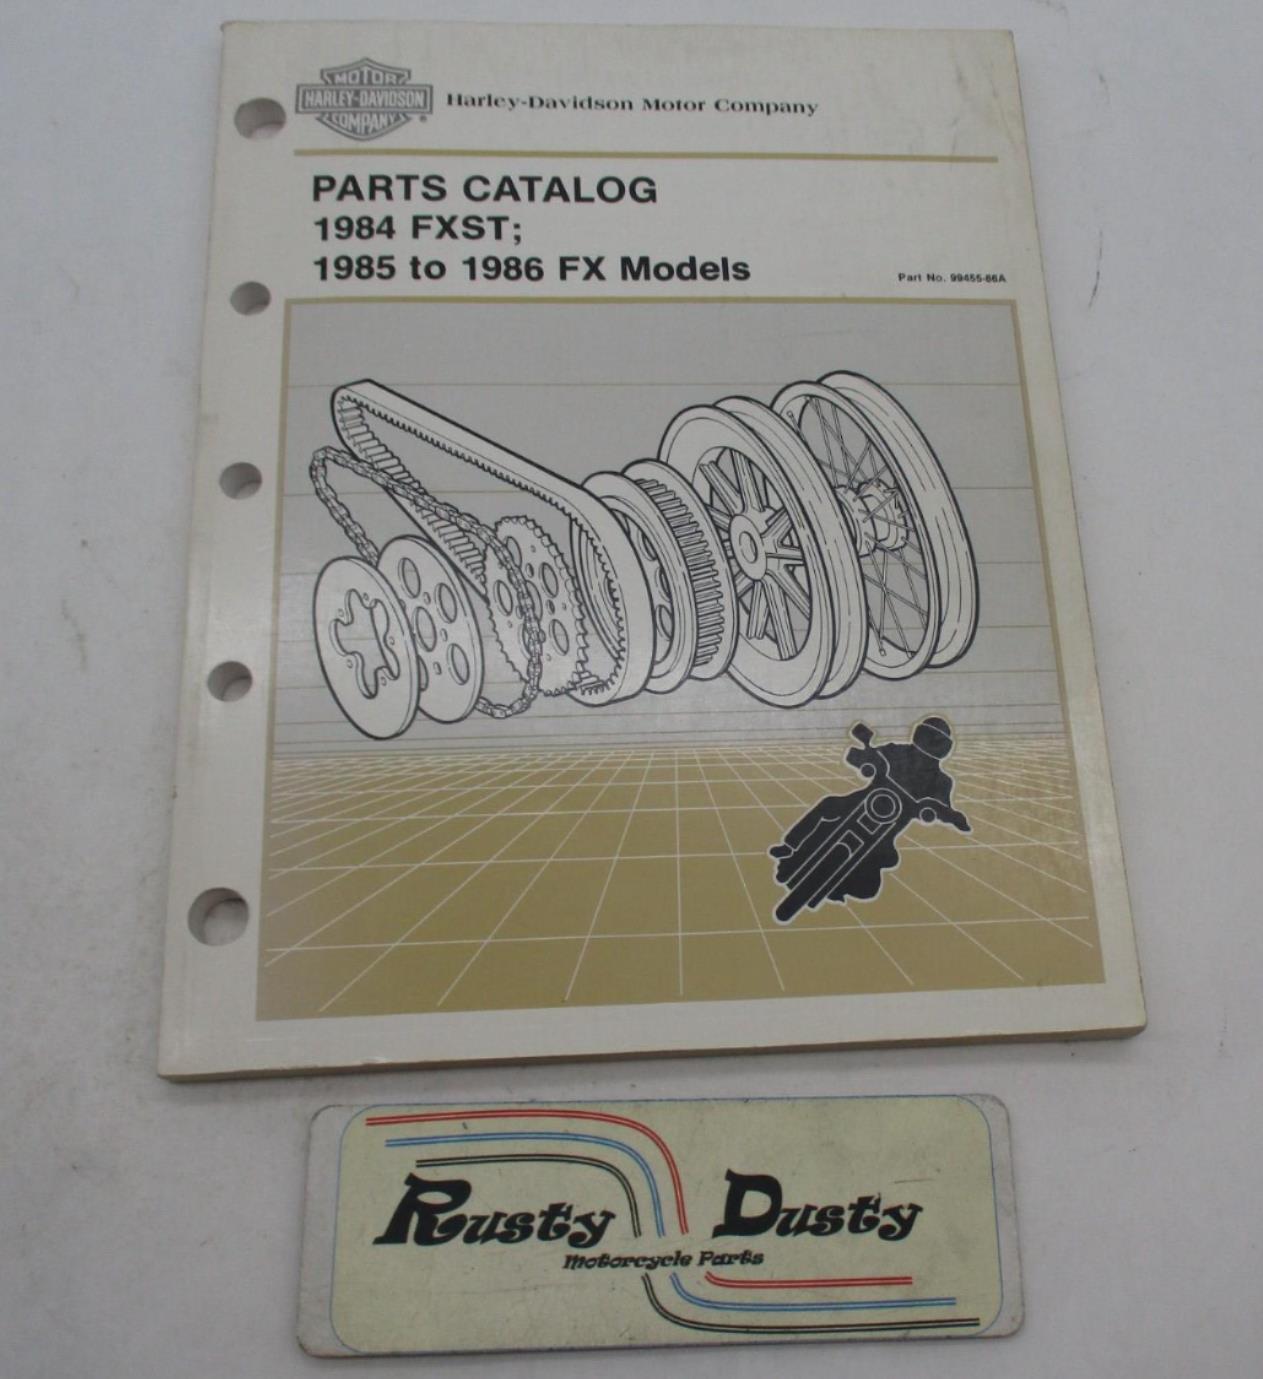 MOTOR
HARLEY-DAVIDSON
COMPANY
®
Harley-Davidson Motor Company
PARTS CATALOG
1984 FXST;
1985 to 1986 FX Models
Part No. 99455-86A
Rusty Dusty
Motorcycle Parts